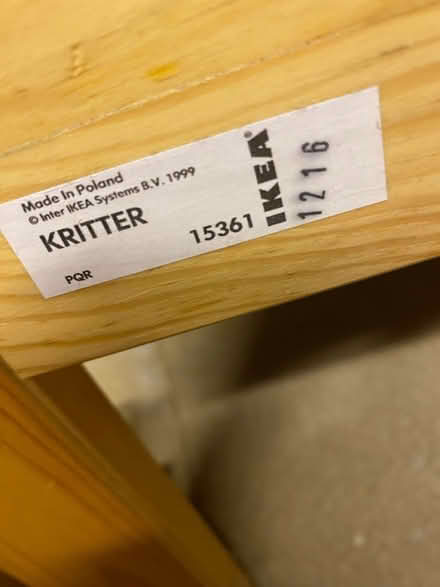 Made In Poland
© Inter IKEA Systems B.V. 1999
KRITTER
15361
PQR
IKEA®
1216